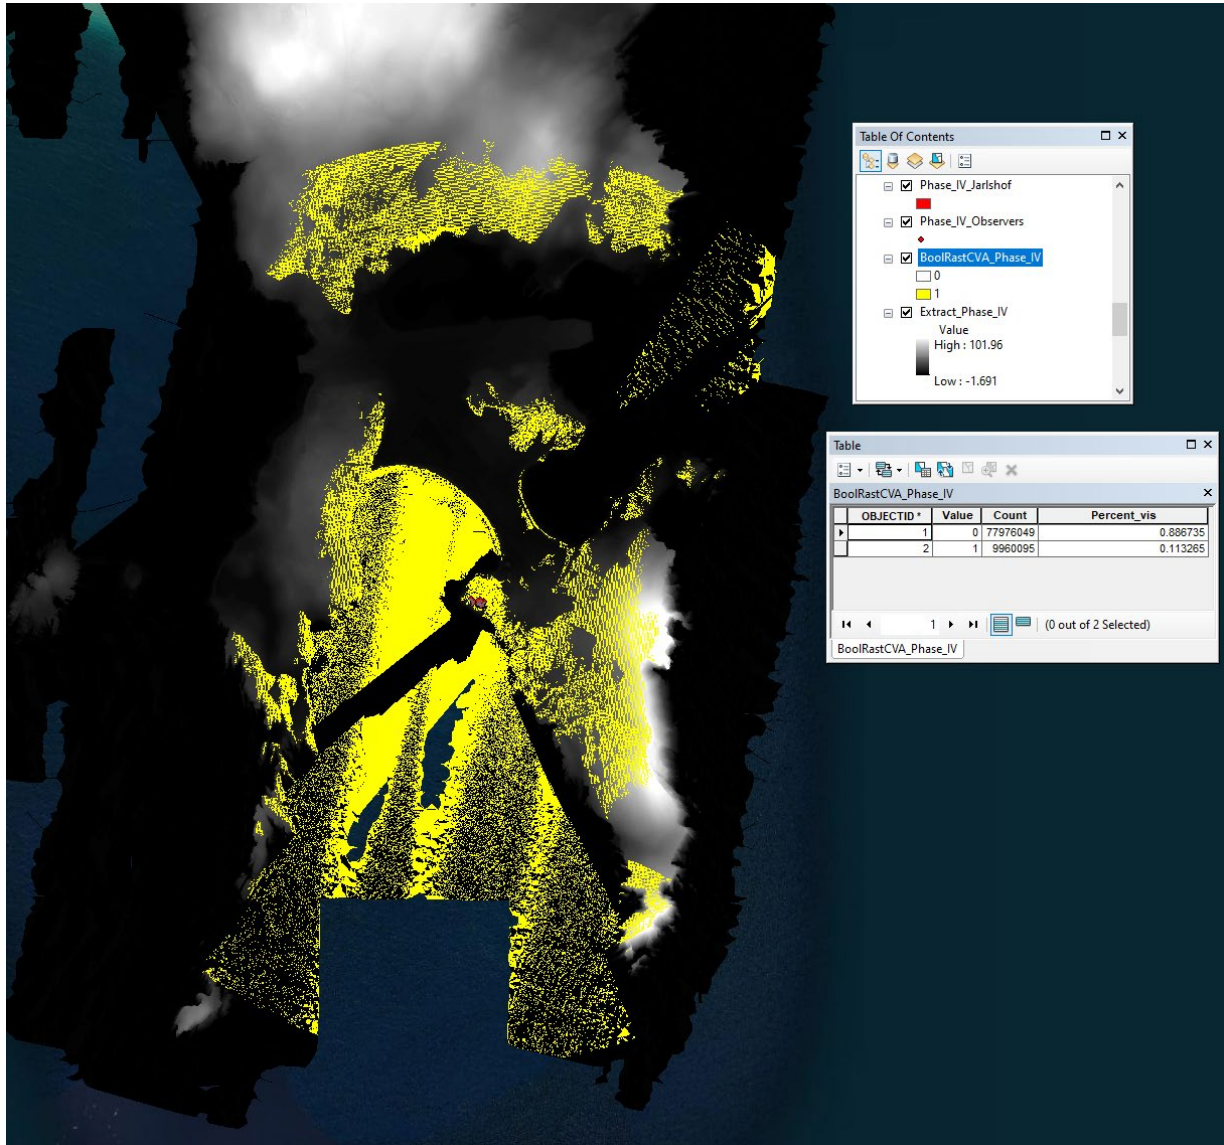 Table Of Contents
Phase_IV_Jarlshof
Phase_IV_Observers
BoolRastCVA_Phase_IV
0
1
Extract_Phase_IV
Value
High : 101.96
Low : -1.691
Table
BoolRastCVA_Phase_IV
OBJECTID * Value Count Percent_vis
1 0 77976049 0.886735
2 1 9960095 0.113265
1 (0 out of 2 Selected)
BoolRastCVA_Phase_IV